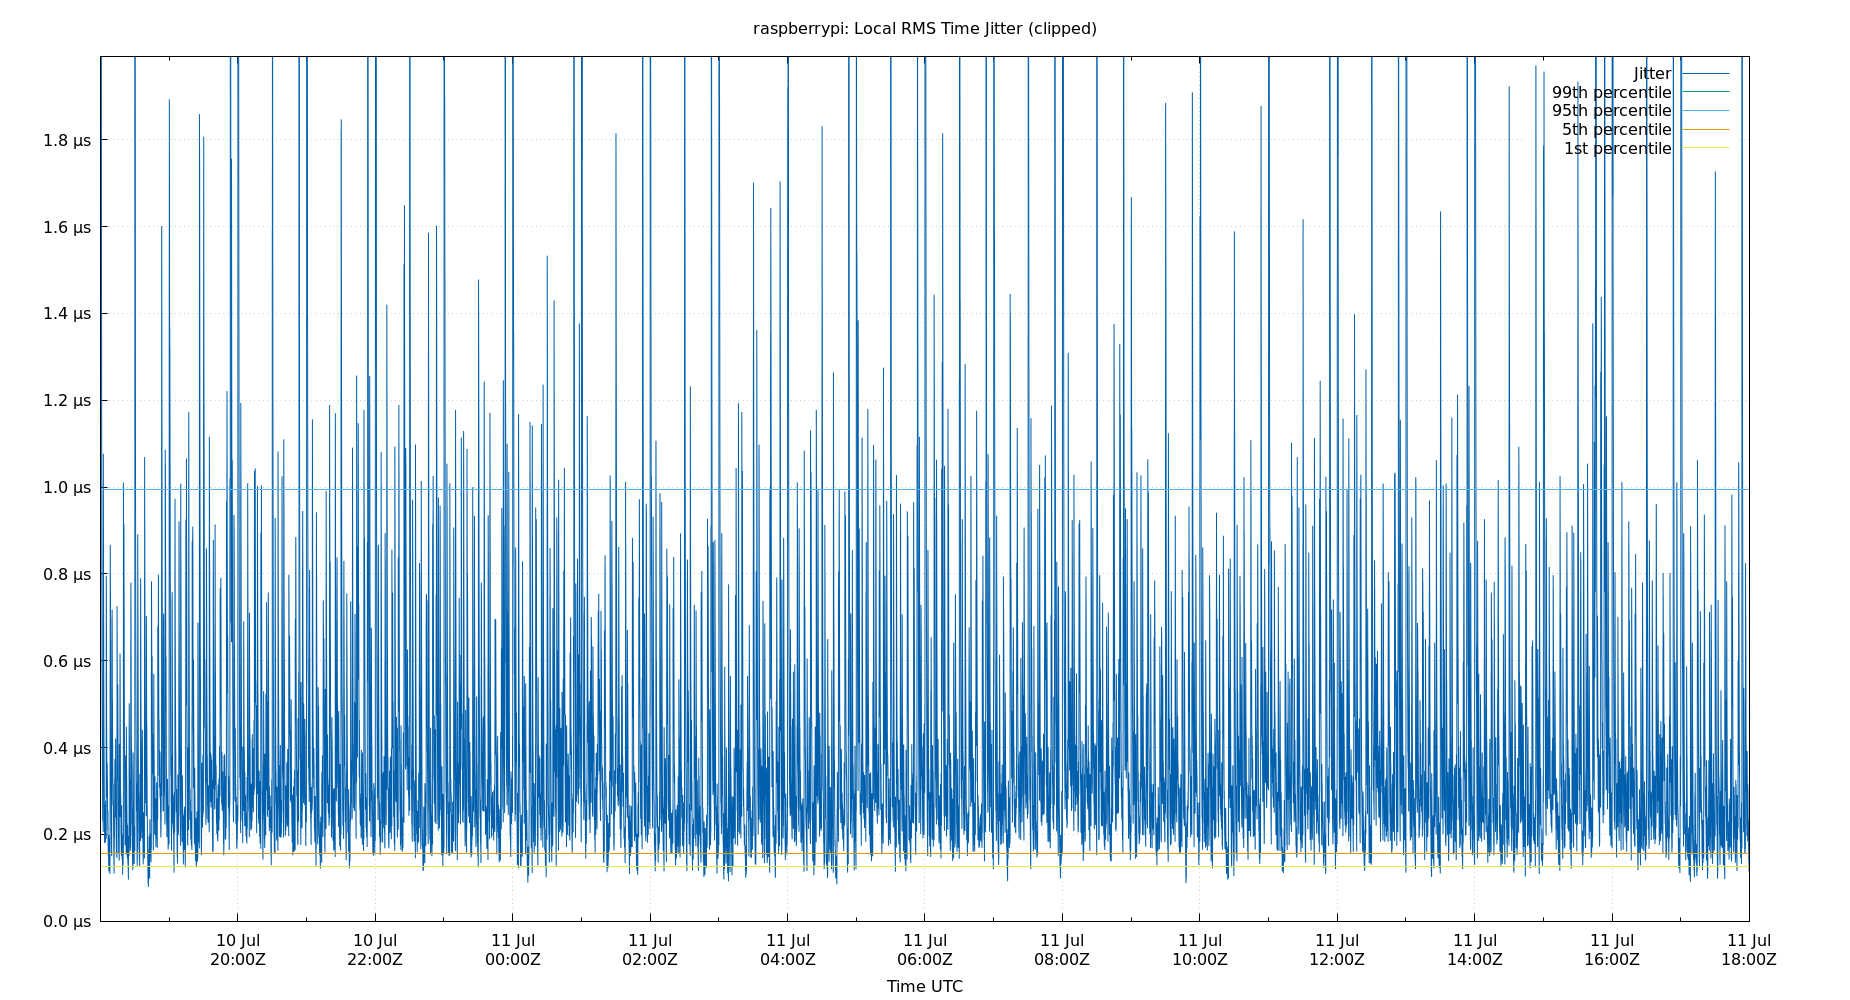 raspberrypi: Local RMS Time Jitter (clipped)
Jitter
99th percentile
95th percentile
5th percentile
1st percentile
1.8 µs
1.6 µs
1.4 µs
1.2 µs
1.0 µs
0.8 µs
0.6 µs
0.4 µs
0.2 µs
0.0 µs
10 Jul 10 Jul 11 Jul 11 Jul 11 Jul 11 Jul 11 Jul 11 Jul 11 Jul 11 Jul 11 Jul 11 Jul
20:00Z 22:00Z 00:00Z 02:00Z 04:00Z 06:00Z 08:00Z 10:00Z 12:00Z 14:00Z 16:00Z 18:00Z
Time UTC